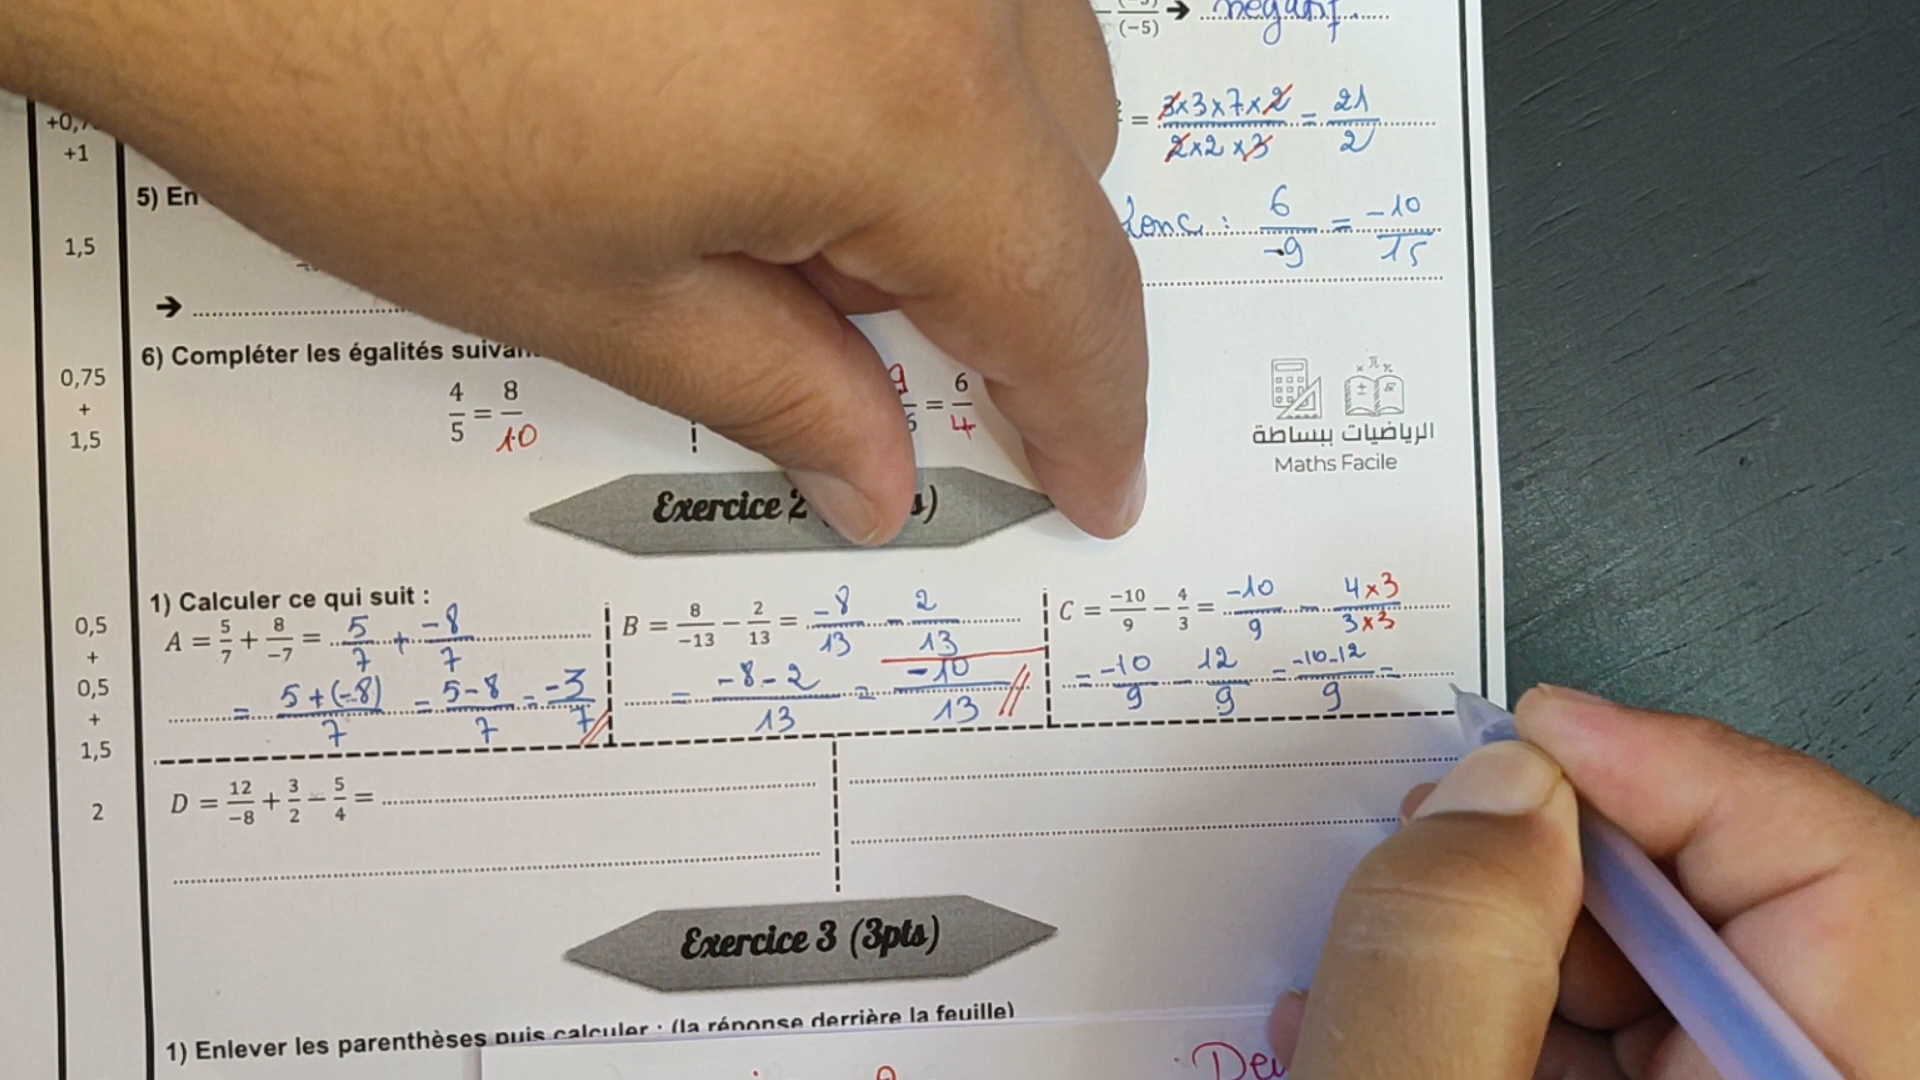 (-5) → négatif
= 3×3×7×2 / 2×2×3 = 21/2
+1
5) En
1,5
donc : 6/-9 = -10/15
→
6) Compléter les égalités
0,75
+
1,5
4/5 = 8/10
9 = 6/4
الرياضيات ببساطة
Maths Facile
Exercice 2
1) Calculer ce qui suit :
0,5
+
0,5
+
1,5
A = 5/7 + 8/-7 = 5/7 + -8/7
= 5+(-8)/7 = 5-8/7 = -3/7
B = 8/-13 - 2/13 = -8/13 - 2/13
= -8-2/13 = -10/13
C = -10/9 - 4/3 = -10/9 - 4×3/3×3
= -10/9 - 12/9 = -10-12/9 =
2
D = 12/-8 + 3/2 - 5/4 =
Exercice 3 (3pts)
1) Enlever les parenthèses puis calculer : (la réponse derrière la feuille)